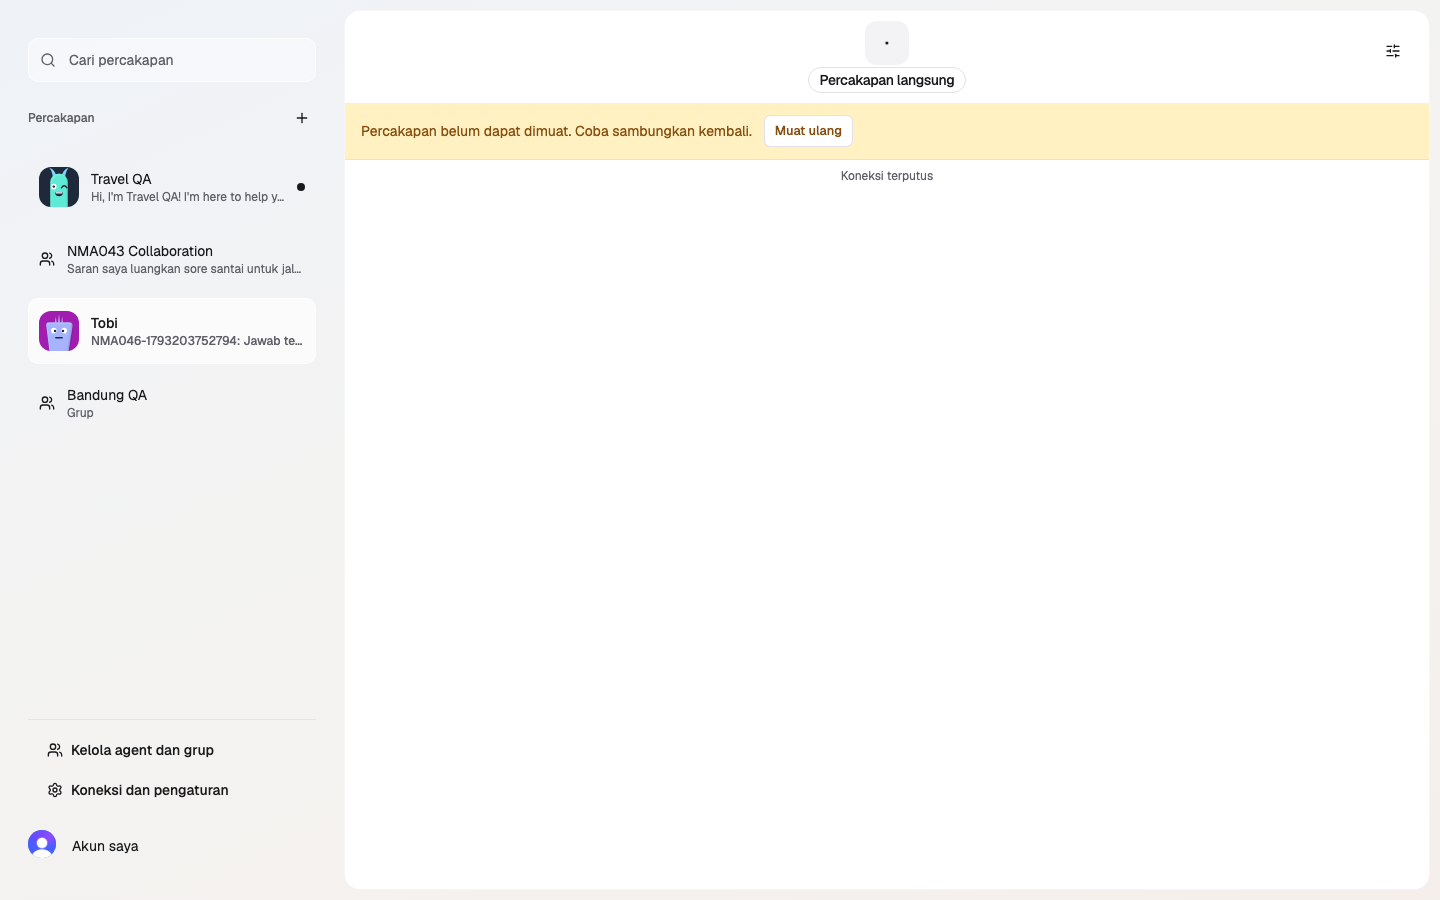 Cari percakapan
Percakapan
Travel QA
Hi, I'm Travel QA! I'm here to help y...
NMA043 Collaboration
Saran saya luangkan sore santai untuk jal...
Tobi
NMA046-1793203752794: Jawab te...
Bandung QA
Grup
Kelola agent dan grup
Koneksi dan pengaturan
Akun saya
Percakapan langsung
Percakapan belum dapat dimuat. Coba sambungkan kembali.
Muat ulang
Koneksi terputus